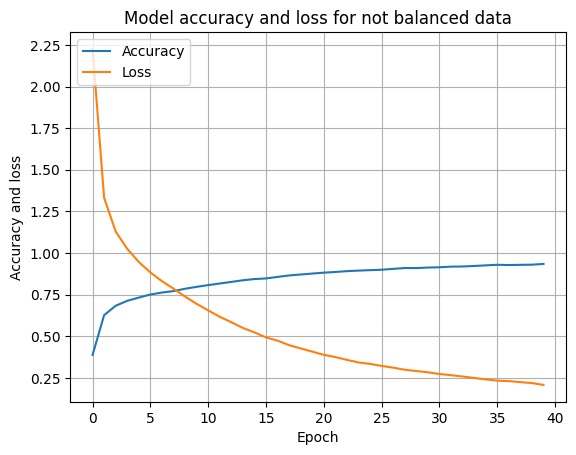 Model accuracy and loss for not balanced data
Accuracy
Loss
Accuracy and loss
2.25
2.00
1.75
1.50
1.25
1.00
0.75
0.50
0.25
0 5 10 15 20 25 30 35 40
Epoch